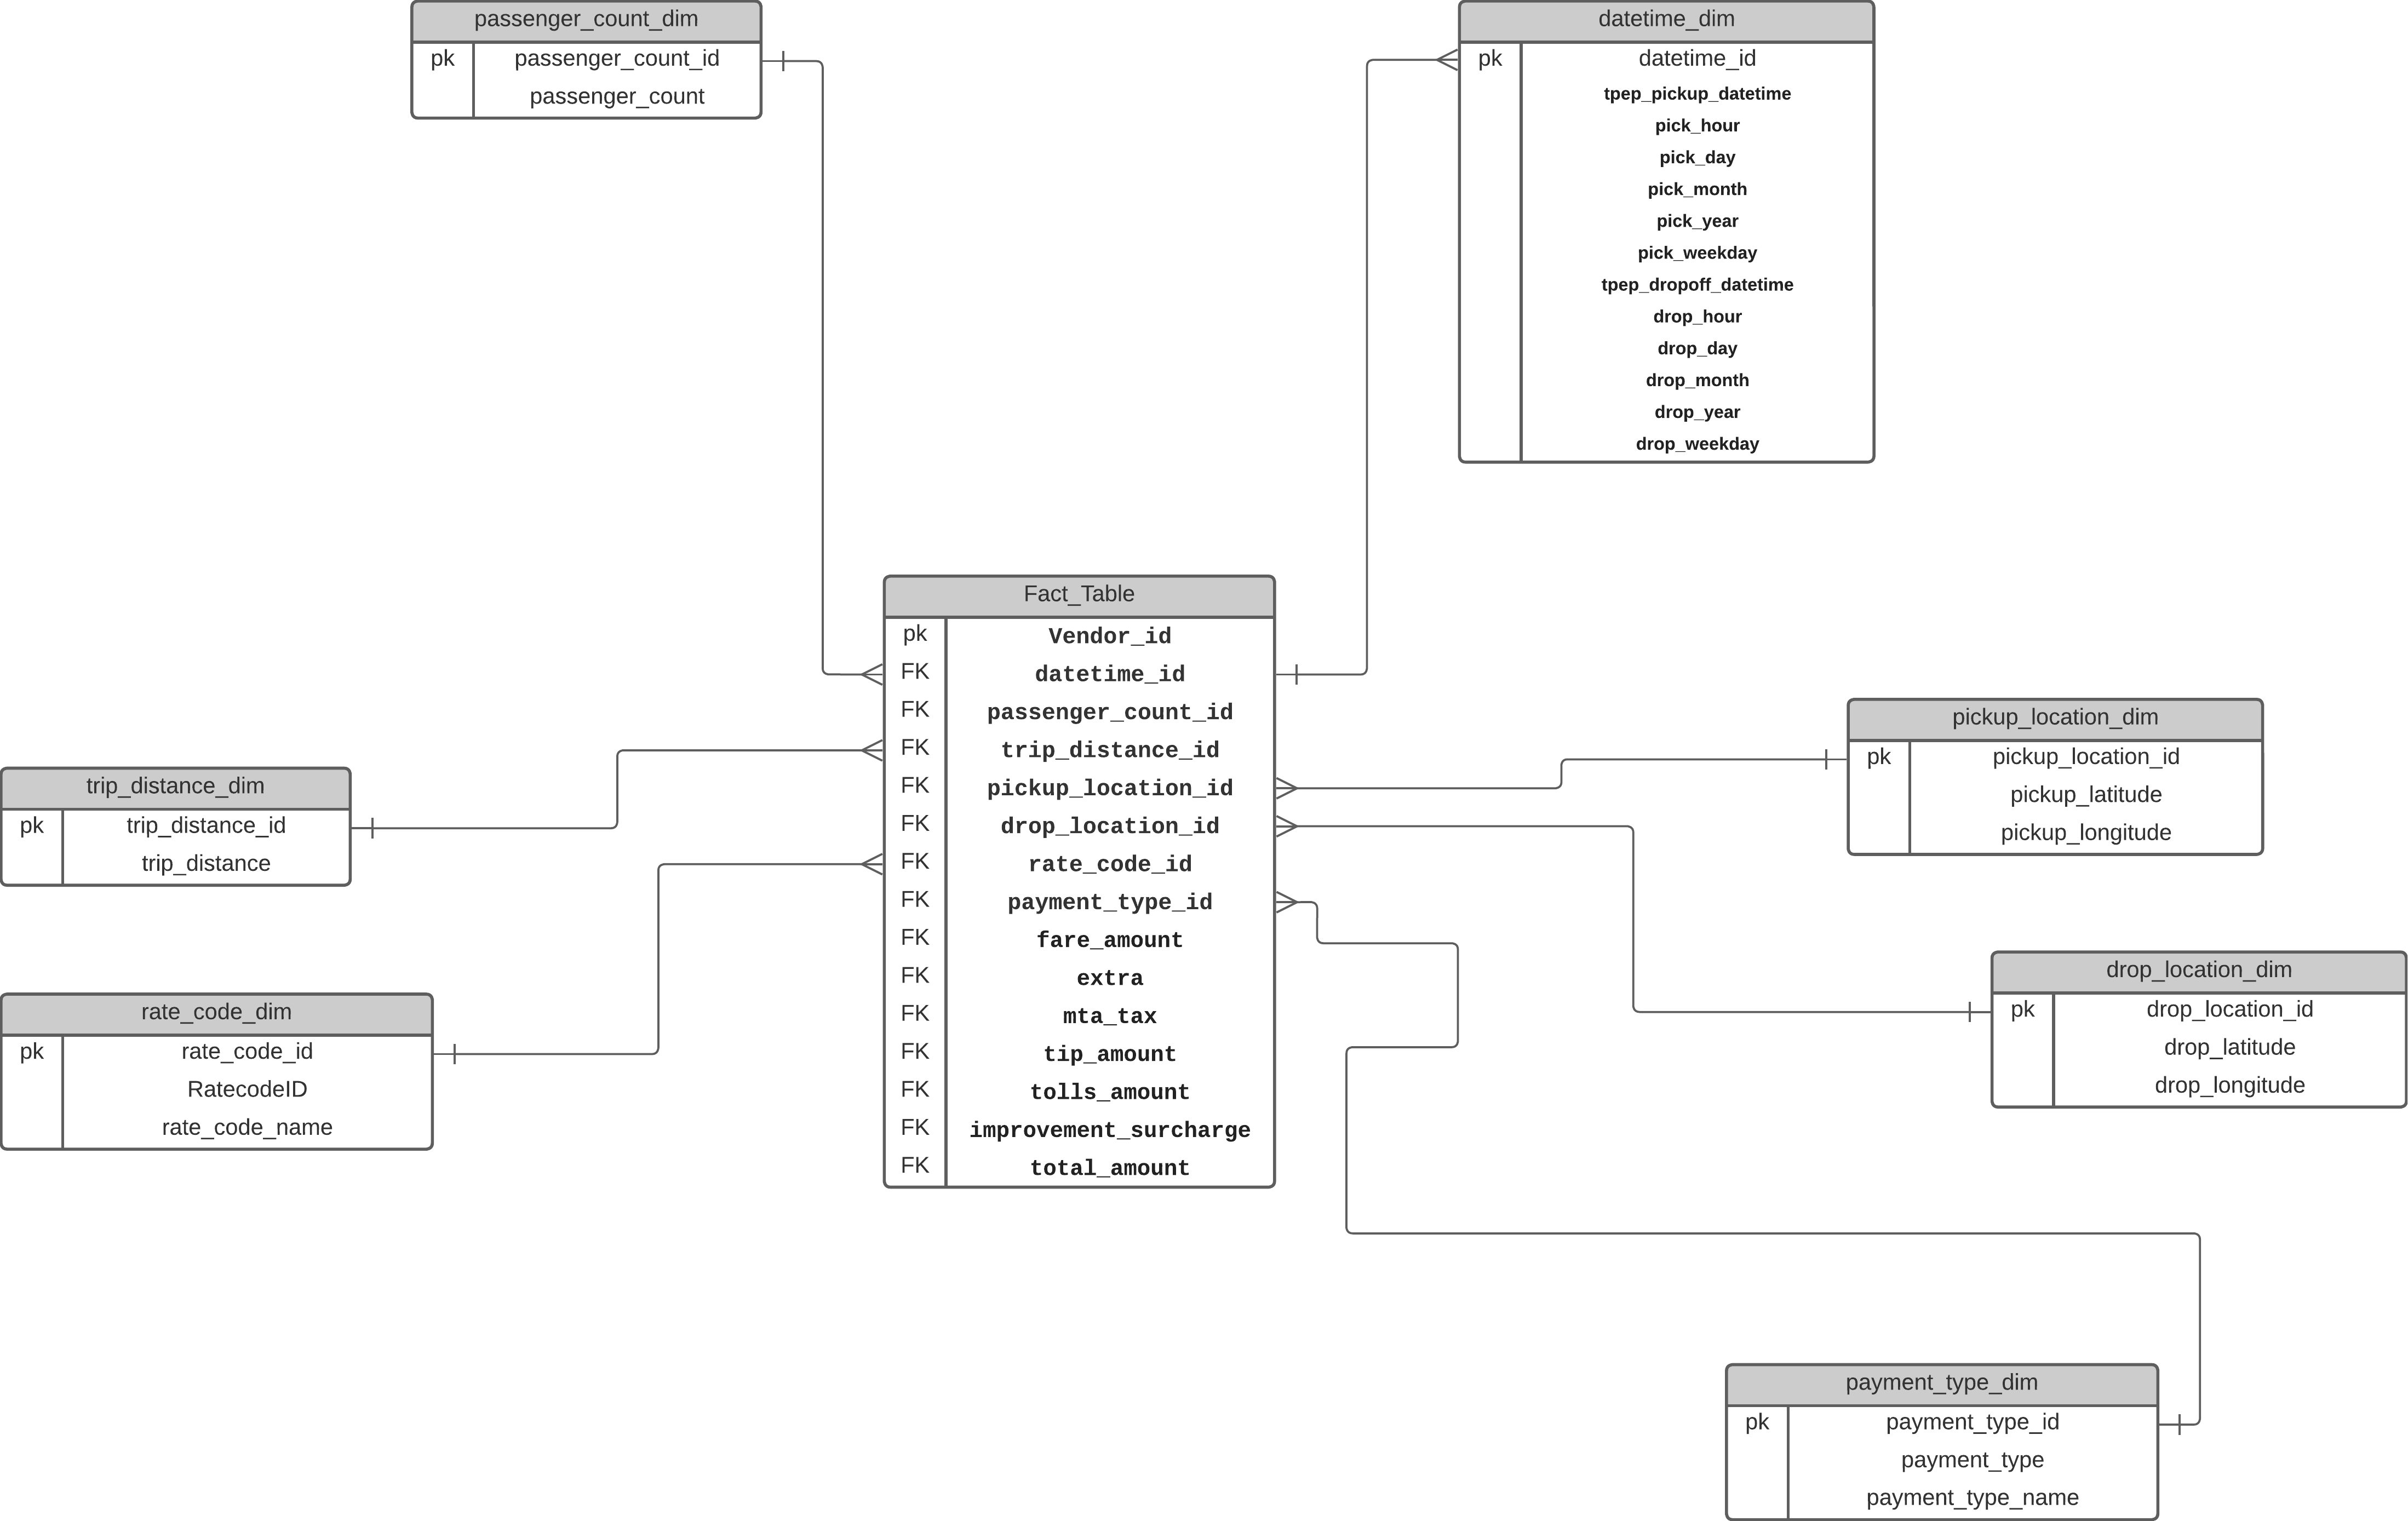 passenger_count_dim
pk passenger_count_id
passenger_count
datetime_dim
pk datetime_id
tpep_pickup_datetime
pick_hour
pick_day
pick_month
pick_year
pick_weekday
tpep_dropoff_datetime
drop_hour
drop_day
drop_month
drop_year
drop_weekday
Fact_Table
pk Vendor_id
FK datetime_id
FK passenger_count_id
FK trip_distance_id
FK pickup_location_id
FK drop_location_id
FK rate_code_id
FK payment_type_id
FK fare_amount
FK extra
FK mta_tax
FK tip_amount
FK tolls_amount
FK improvement_surcharge
FK total_amount
pickup_location_dim
pk pickup_location_id
pickup_latitude
pickup_longitude
trip_distance_dim
pk trip_distance_id
trip_distance
drop_location_dim
pk drop_location_id
drop_latitude
drop_longitude
rate_code_dim
pk rate_code_id
RatecodeID
rate_code_name
payment_type_dim
pk payment_type_id
payment_type
payment_type_name